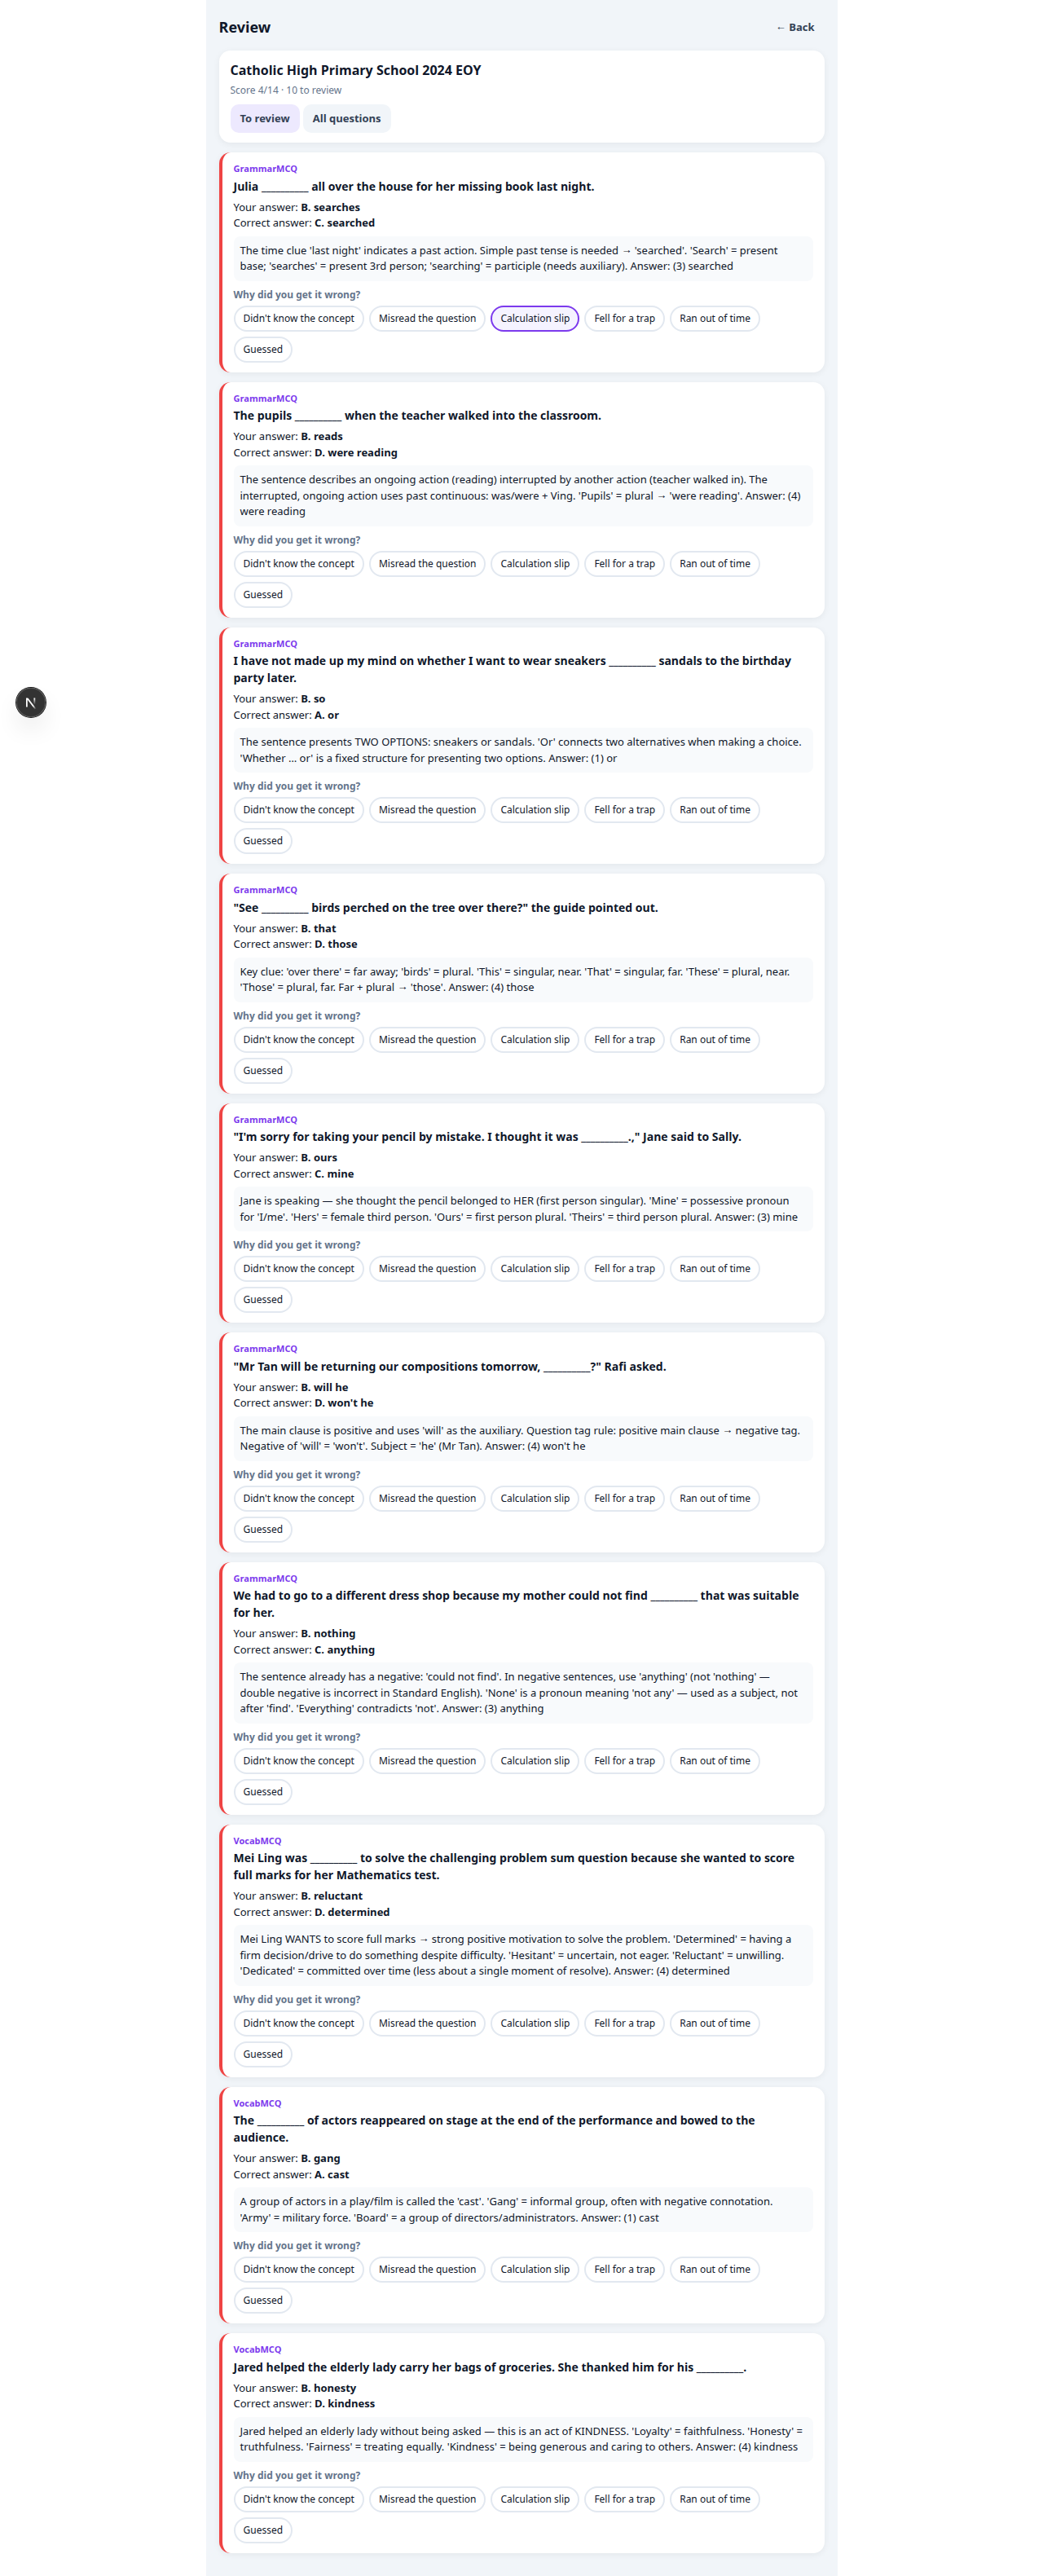 Review
← Back
Catholic High Primary School 2024 EOY
Score 4/14 · 10 to review
To review
All questions
GrammarMCQ
Julia _________ all over the house for her missing book last night.
Your answer: B. searches
Correct answer: C. searched
The time clue 'last night' indicates a past action. Simple past tense is needed → 'searched'. 'Search' = present
base; 'searches' = present 3rd person; 'searching' = participle (needs auxiliary). Answer: (3) searched
Why did you get it wrong?
Didn't know the concept
Misread the question
Calculation slip
Fell for a trap
Ran out of time
Guessed
GrammarMCQ
The pupils _________ when the teacher walked into the classroom.
Your answer: B. reads
Correct answer: D. were reading
The sentence describes an ongoing action (reading) interrupted by another action (teacher walked in). The
interrupted, ongoing action uses past continuous: was/were + Ving. 'Pupils' = plural → 'were reading'. Answer: (4)
were reading
Why did you get it wrong?
Didn't know the concept
Misread the question
Calculation slip
Fell for a trap
Ran out of time
Guessed
GrammarMCQ
I have not made up my mind on whether I want to wear sneakers _________ sandals to the birthday
party later.
Your answer: B. so
Correct answer: A. or
The sentence presents TWO OPTIONS: sneakers or sandals. 'Or' connects two alternatives when making a choice.
'Whether ... or' is a fixed structure for presenting two options. Answer: (1) or
Why did you get it wrong?
Didn't know the concept
Misread the question
Calculation slip
Fell for a trap
Ran out of time
Guessed
GrammarMCQ
"See _________ birds perched on the tree over there?" the guide pointed out.
Your answer: B. that
Correct answer: D. those
Key clue: 'over there' = far away; 'birds' = plural. 'This' = singular, near. 'That' = singular, far. 'These' = plural, near.
'Those' = plural, far. Far + plural → 'those'. Answer: (4) those
Why did you get it wrong?
Didn't know the concept
Misread the question
Calculation slip
Fell for a trap
Ran out of time
Guessed
GrammarMCQ
"I'm sorry for taking your pencil by mistake. I thought it was _________.," Jane said to Sally.
Your answer: B. ours
Correct answer: C. mine
Jane is speaking — she thought the pencil belonged to HER (first person singular). 'Mine' = possessive pronoun
for 'I/me'. 'Hers' = female third person. 'Ours' = first person plural. 'Theirs' = third person plural. Answer: (3) mine
Why did you get it wrong?
Didn't know the concept
Misread the question
Calculation slip
Fell for a trap
Ran out of time
Guessed
GrammarMCQ
"Mr Tan will be returning our compositions tomorrow, _________?" Rafi asked.
Your answer: B. will he
Correct answer: D. won't he
The main clause is positive and uses 'will' as the auxiliary. Question tag rule: positive main clause → negative tag.
Negative of 'will' = 'won't'. Subject = 'he' (Mr Tan). Answer: (4) won't he
Why did you get it wrong?
Didn't know the concept
Misread the question
Calculation slip
Fell for a trap
Ran out of time
Guessed
GrammarMCQ
We had to go to a different dress shop because my mother could not find _________ that was suitable
for her.
Your answer: B. nothing
Correct answer: C. anything
The sentence already has a negative: 'could not find'. In negative sentences, use 'anything' (not 'nothing' —
double negative is incorrect in Standard English). 'None' is a pronoun meaning 'not any' — used as a subject, not
after 'find'. 'Everything' contradicts 'not'. Answer: (3) anything
Why did you get it wrong?
Didn't know the concept
Misread the question
Calculation slip
Fell for a trap
Ran out of time
Guessed
VocabMCQ
Mei Ling was _________ to solve the challenging problem sum question because she wanted to score
full marks for her Mathematics test.
Your answer: B. reluctant
Correct answer: D. determined
Mei Ling WANTS to score full marks → strong positive motivation to solve the problem. 'Determined' = having a
firm decision/drive to do something despite difficulty. 'Hesitant' = uncertain, not eager. 'Reluctant' = unwilling.
'Dedicated' = committed over time (less about a single moment of resolve). Answer: (4) determined
Why did you get it wrong?
Didn't know the concept
Misread the question
Calculation slip
Fell for a trap
Ran out of time
Guessed
VocabMCQ
The _________ of actors reappeared on stage at the end of the performance and bowed to the
audience.
Your answer: B. gang
Correct answer: A. cast
A group of actors in a play/film is called the 'cast'. 'Gang' = informal group, often with negative connotation.
'Army' = military force. 'Board' = a group of directors/administrators. Answer: (1) cast
Why did you get it wrong?
Didn't know the concept
Misread the question
Calculation slip
Fell for a trap
Ran out of time
Guessed
VocabMCQ
Jared helped the elderly lady carry her bags of groceries. She thanked him for his _________.
Your answer: B. honesty
Correct answer: D. kindness
Jared helped an elderly lady without being asked — this is an act of KINDNESS. 'Loyalty' = faithfulness. 'Honesty' =
truthfulness. 'Fairness' = treating equally. 'Kindness' = being generous and caring to others. Answer: (4) kindness
Why did you get it wrong?
Didn't know the concept
Misread the question
Calculation slip
Fell for a trap
Ran out of time
Guessed